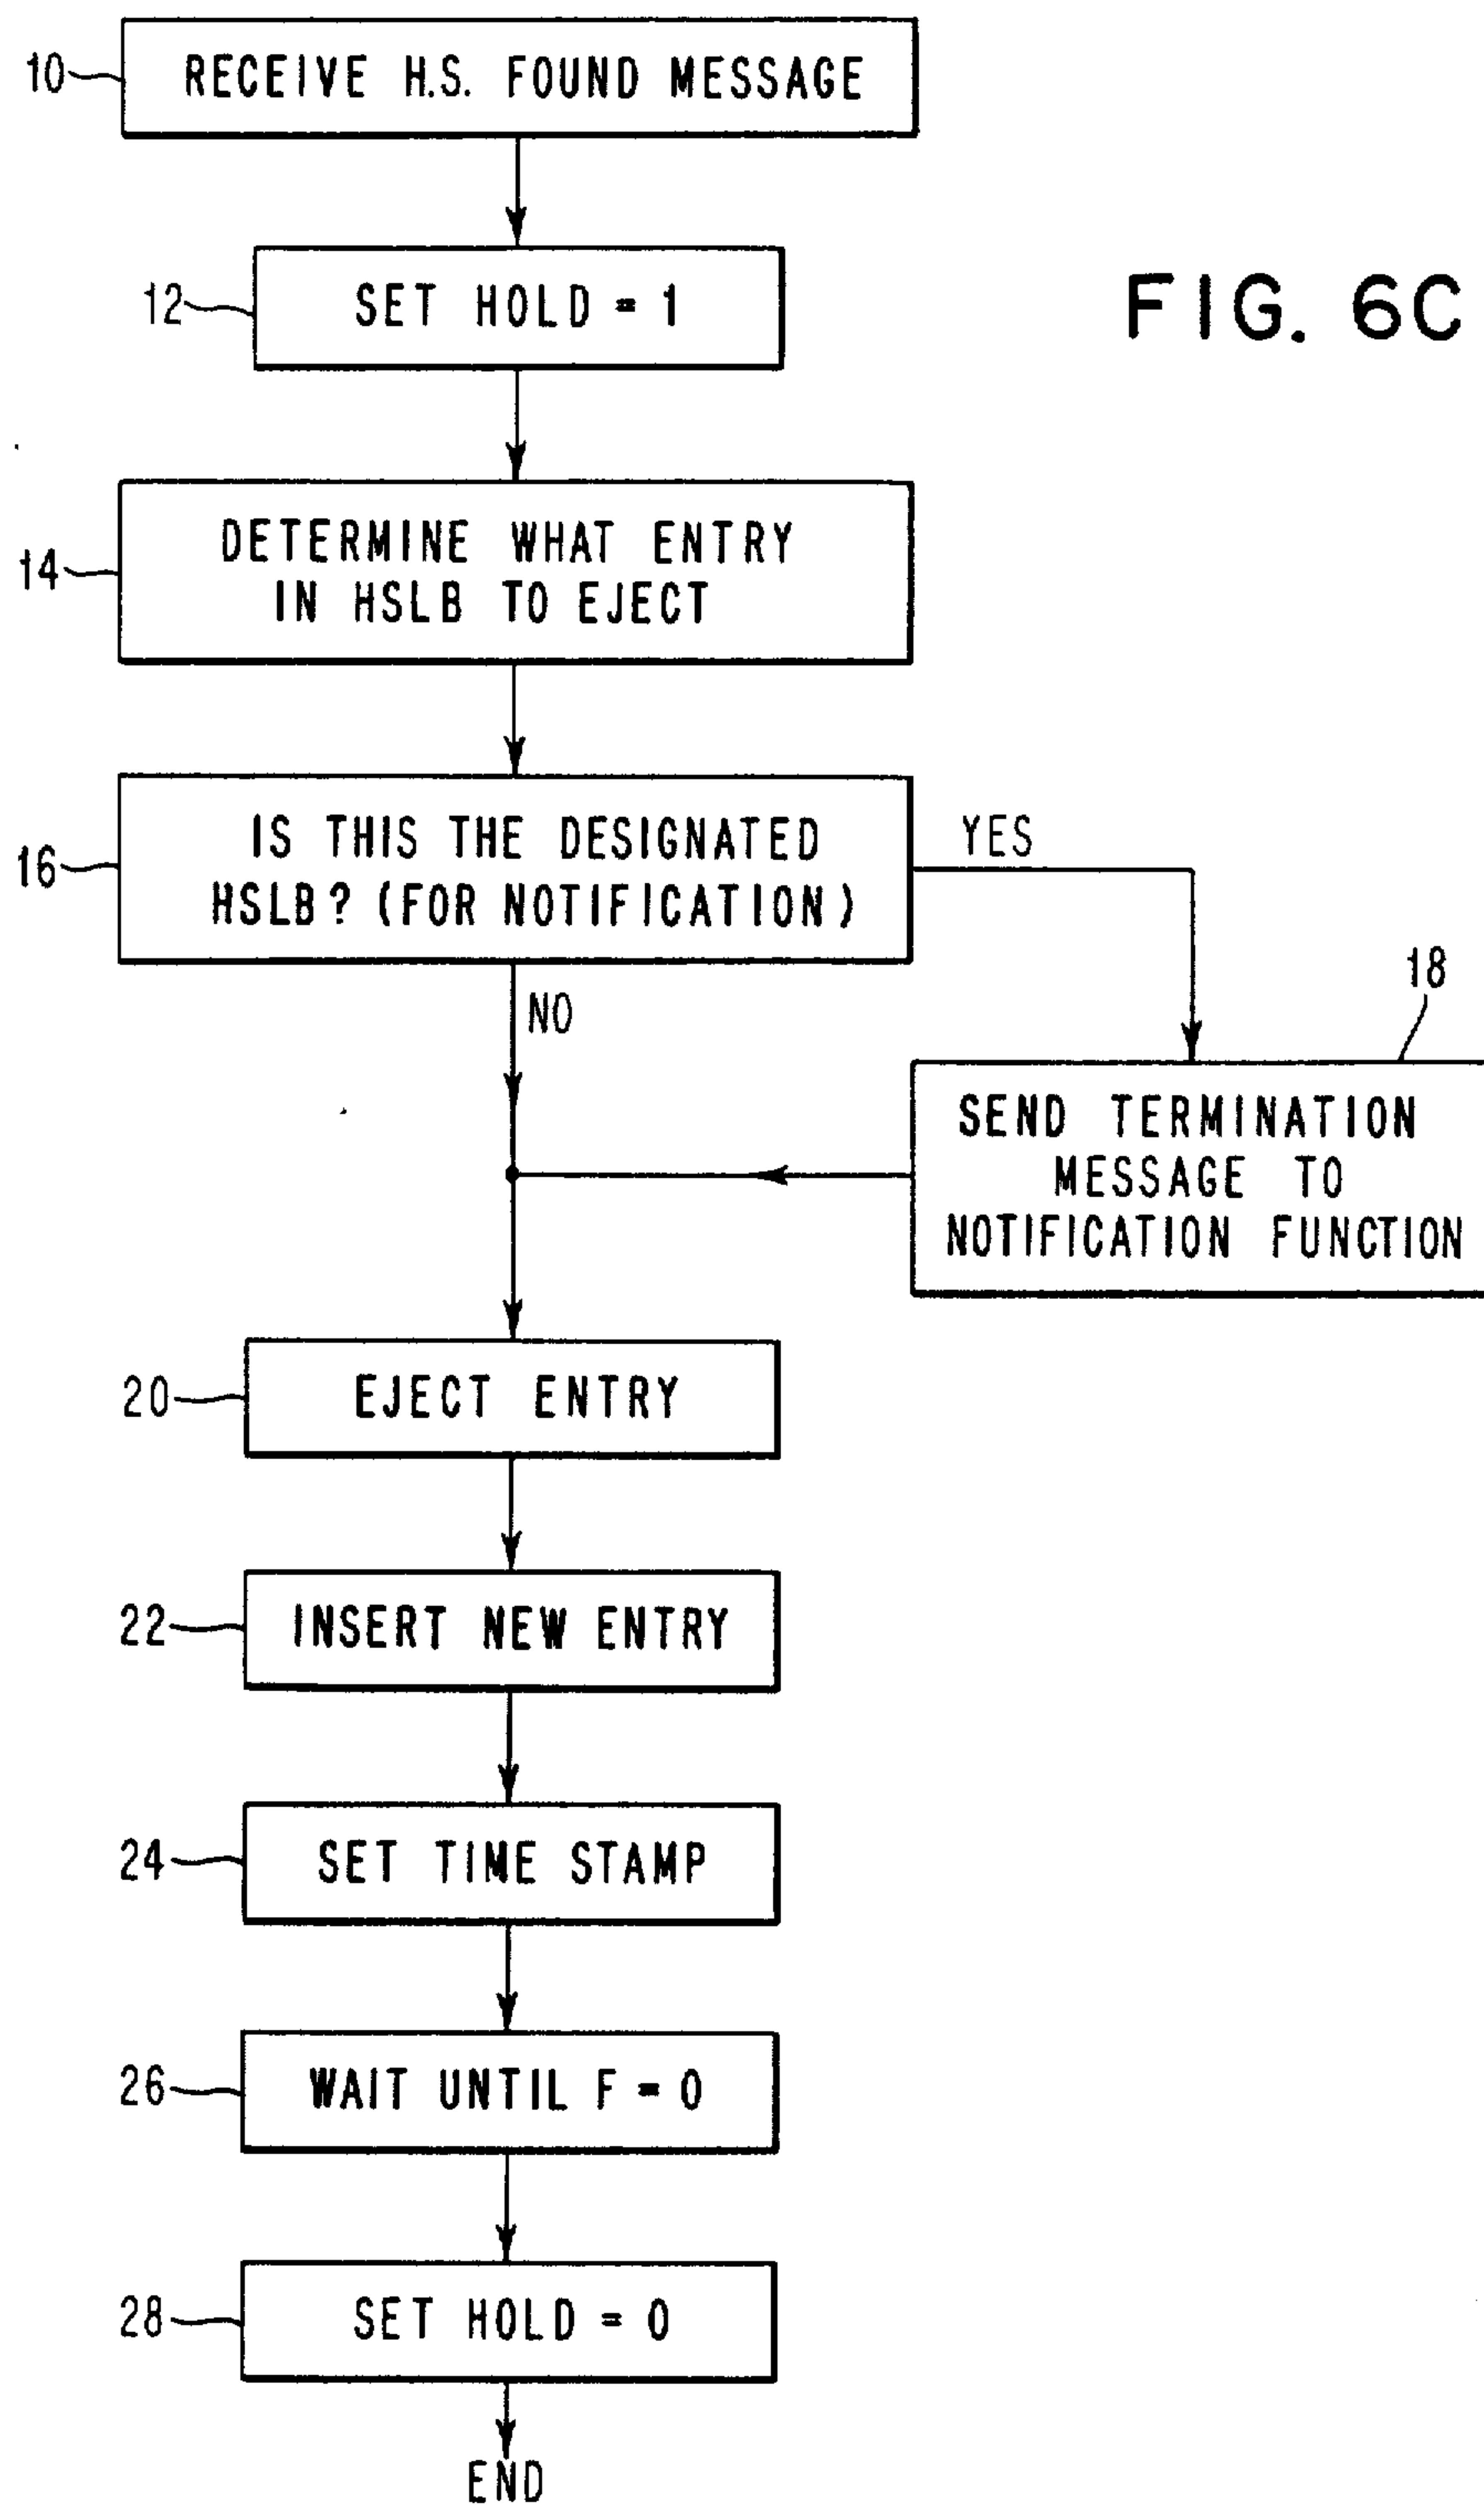 10
RECEIVE H.S. FOUND MESSAGE
12
SET HOLD = 1
FIG. 6C
14
DETERMINE WHAT ENTRY
IN HSLB TO EJECT
16
IS THIS THE DESIGNATED
HSLB? (FOR NOTIFICATION)
YES
NO
18
SEND TERMINATION
MESSAGE TO
NOTIFICATION FUNCTION
20
EJECT ENTRY
22
INSERT NEW ENTRY
24
SET TIME STAMP
26
WAIT UNTIL F = 0
28
SET HOLD = 0
END